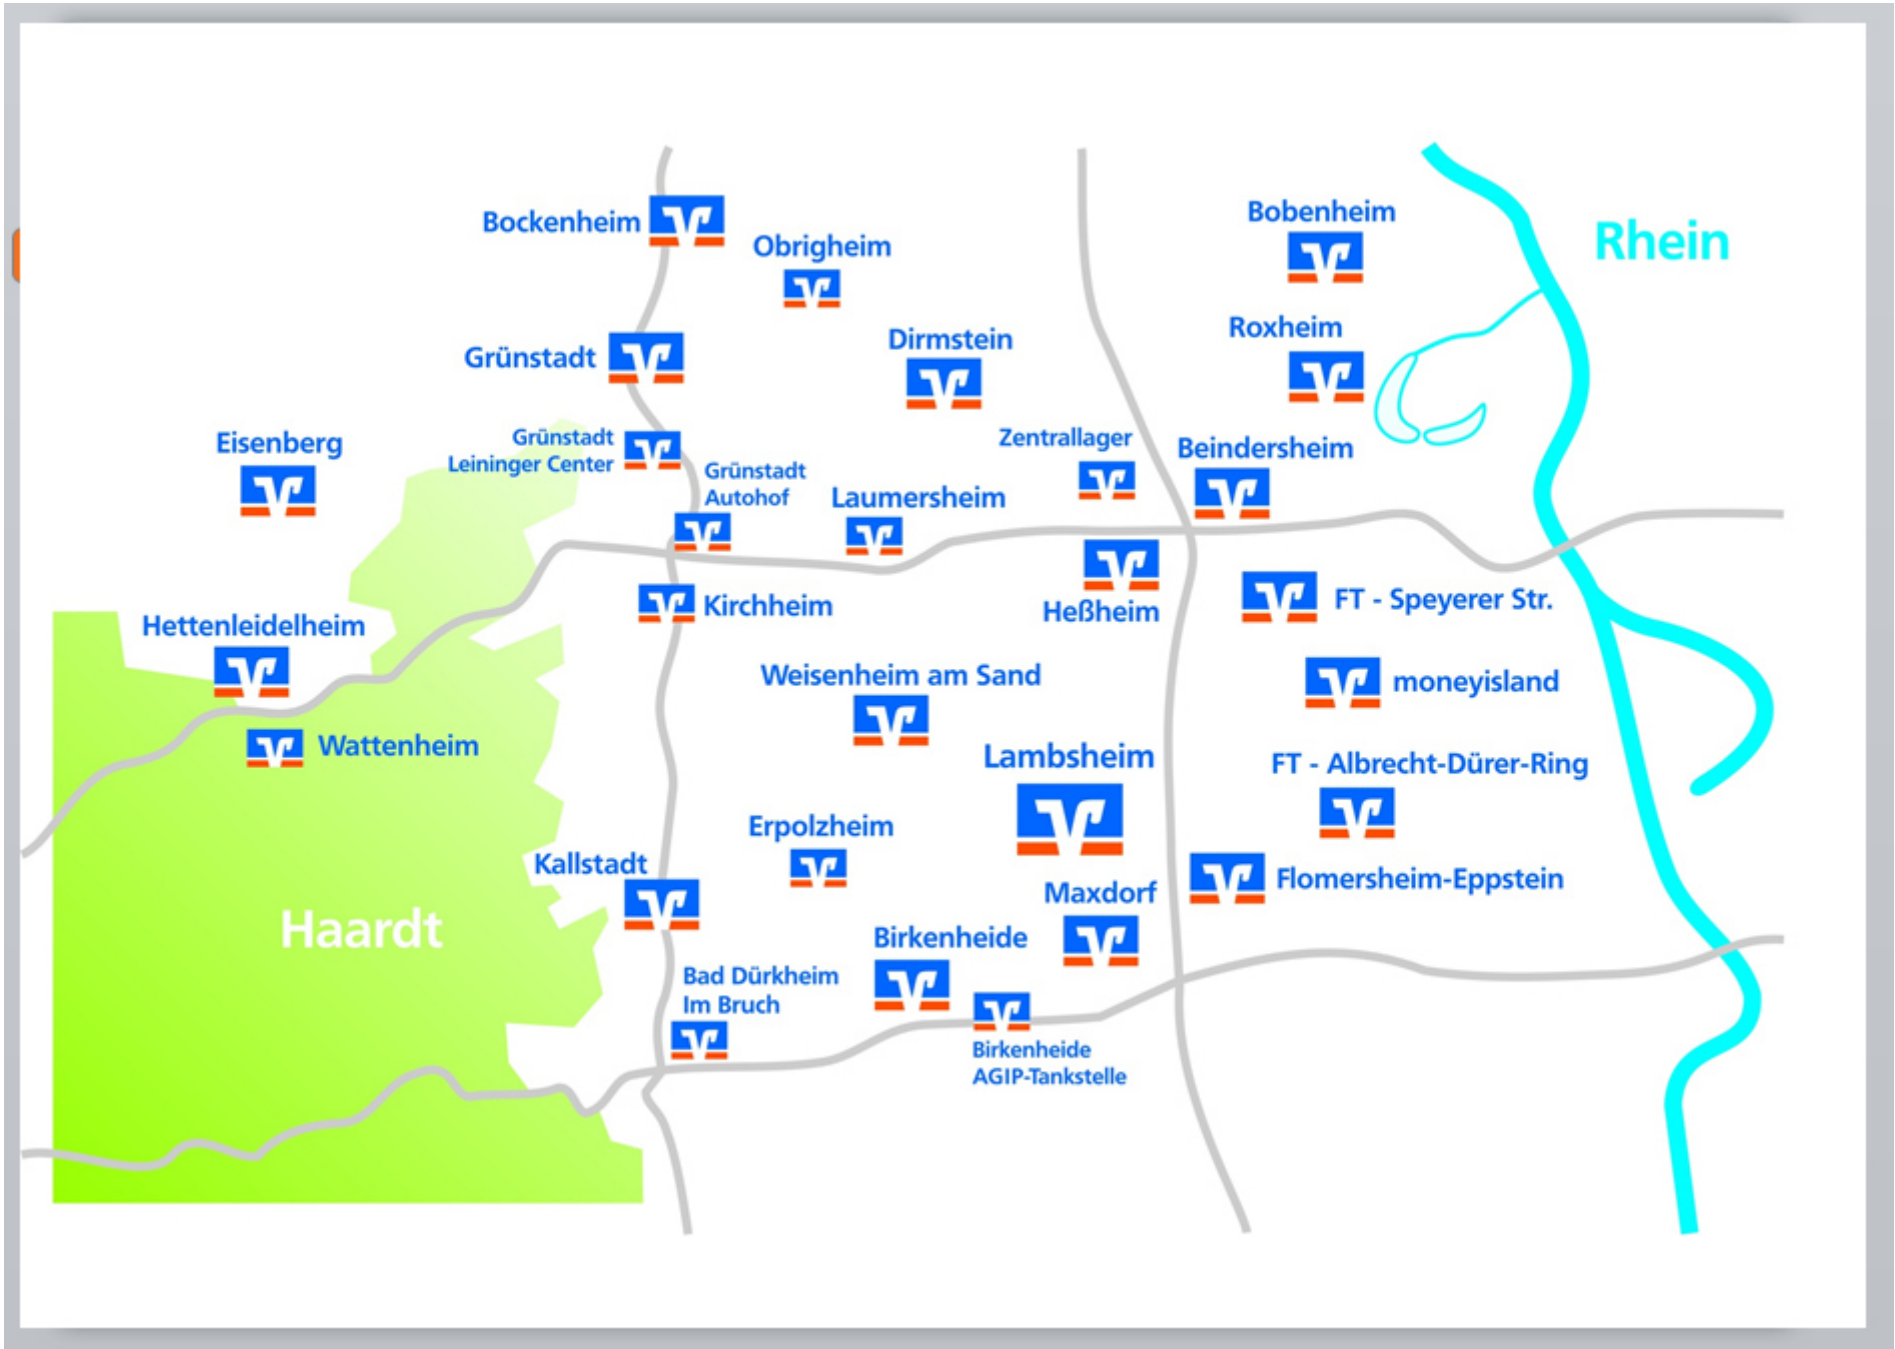 Bobenheim
Bockenheim
Rhein
Obrigheim
Roxheim
Dirmstein
Grünstadt
Grünstadt
Leininger Center
Zentrallager
Eisenberg
Beindersheim
Grünstadt
Autohof
Laumersheim
FT - Speyerer Str.
Kirchheim
Heßheim
Hettenleidelheim
Weisenheim am Sand
moneyisland
Wattenheim
Lambsheim
FT - Albrecht-Dürer-Ring
Erpolzheim
Kallstadt
Flomersheim-Eppstein
Maxdorf
Haardt
Birkenheide
Bad Dürkheim
Im Bruch
Birkenheide
AGIP-Tankstelle